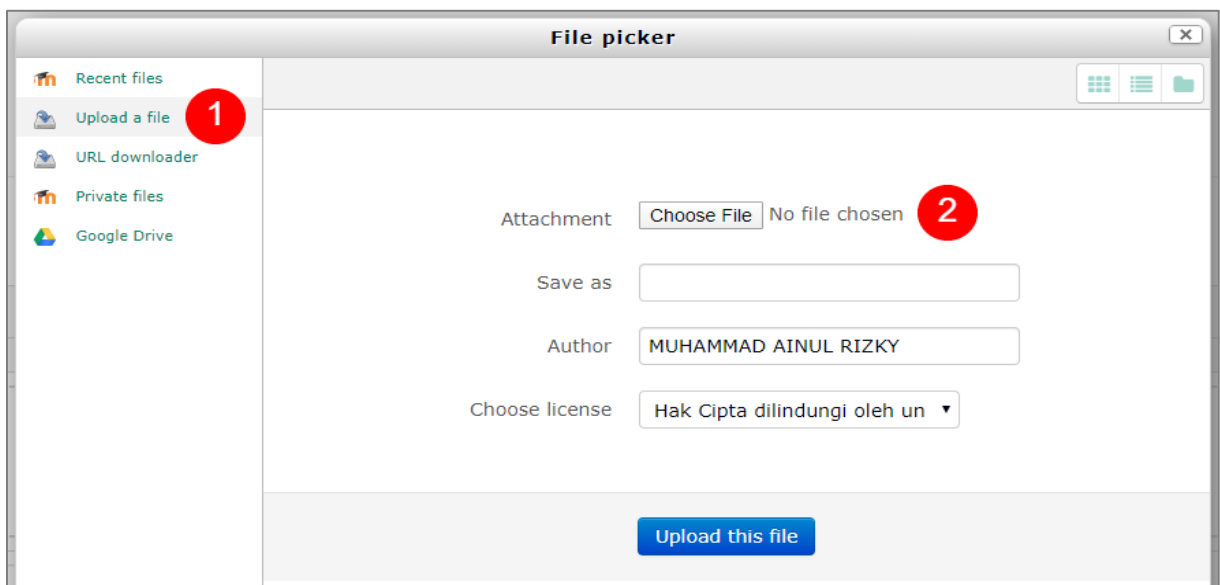 File picker
Recent files
Upload a file 1
URL downloader
Private files
Google Drive
Attachment Choose File No file chosen 2
Save as
Author MUHAMMAD AINUL RIZKY
Choose license Hak Cipta dilindungi oleh un
Upload this file